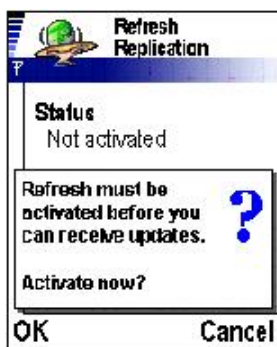 Refresh
Replication
Status
Not activated
Refresh must be
activated before you
can receive updates.
Activate now?
OK Cancel